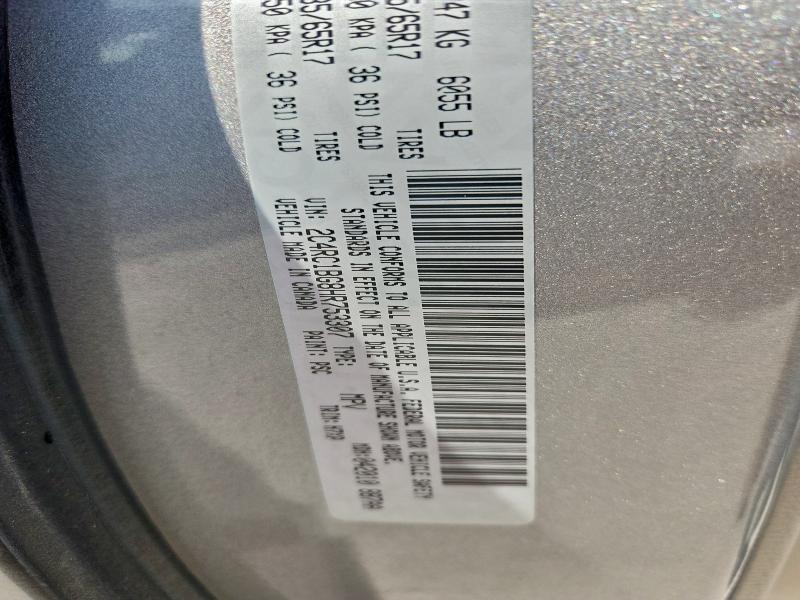 47 KG 6055 LB
TIRES
5/65R17
0 KPA ( 36 PSI) COLD
TIRES
35/65R17
50 KPA ( 36 PSI) COLD
THIS VEHICLE CONFORMS TO ALL APPLICABLE U.S.A. FEDERAL MOTOR VEHICLE SAFETY
STANDARDS IN EFFECT ON THE DATE OF MANUFACTURE SHOWN ABOVE.
VIN: 2C4RC1BG8HR753307 TYPE: MPV
VEHICLE MADE IN CANADA PAINT: PSC